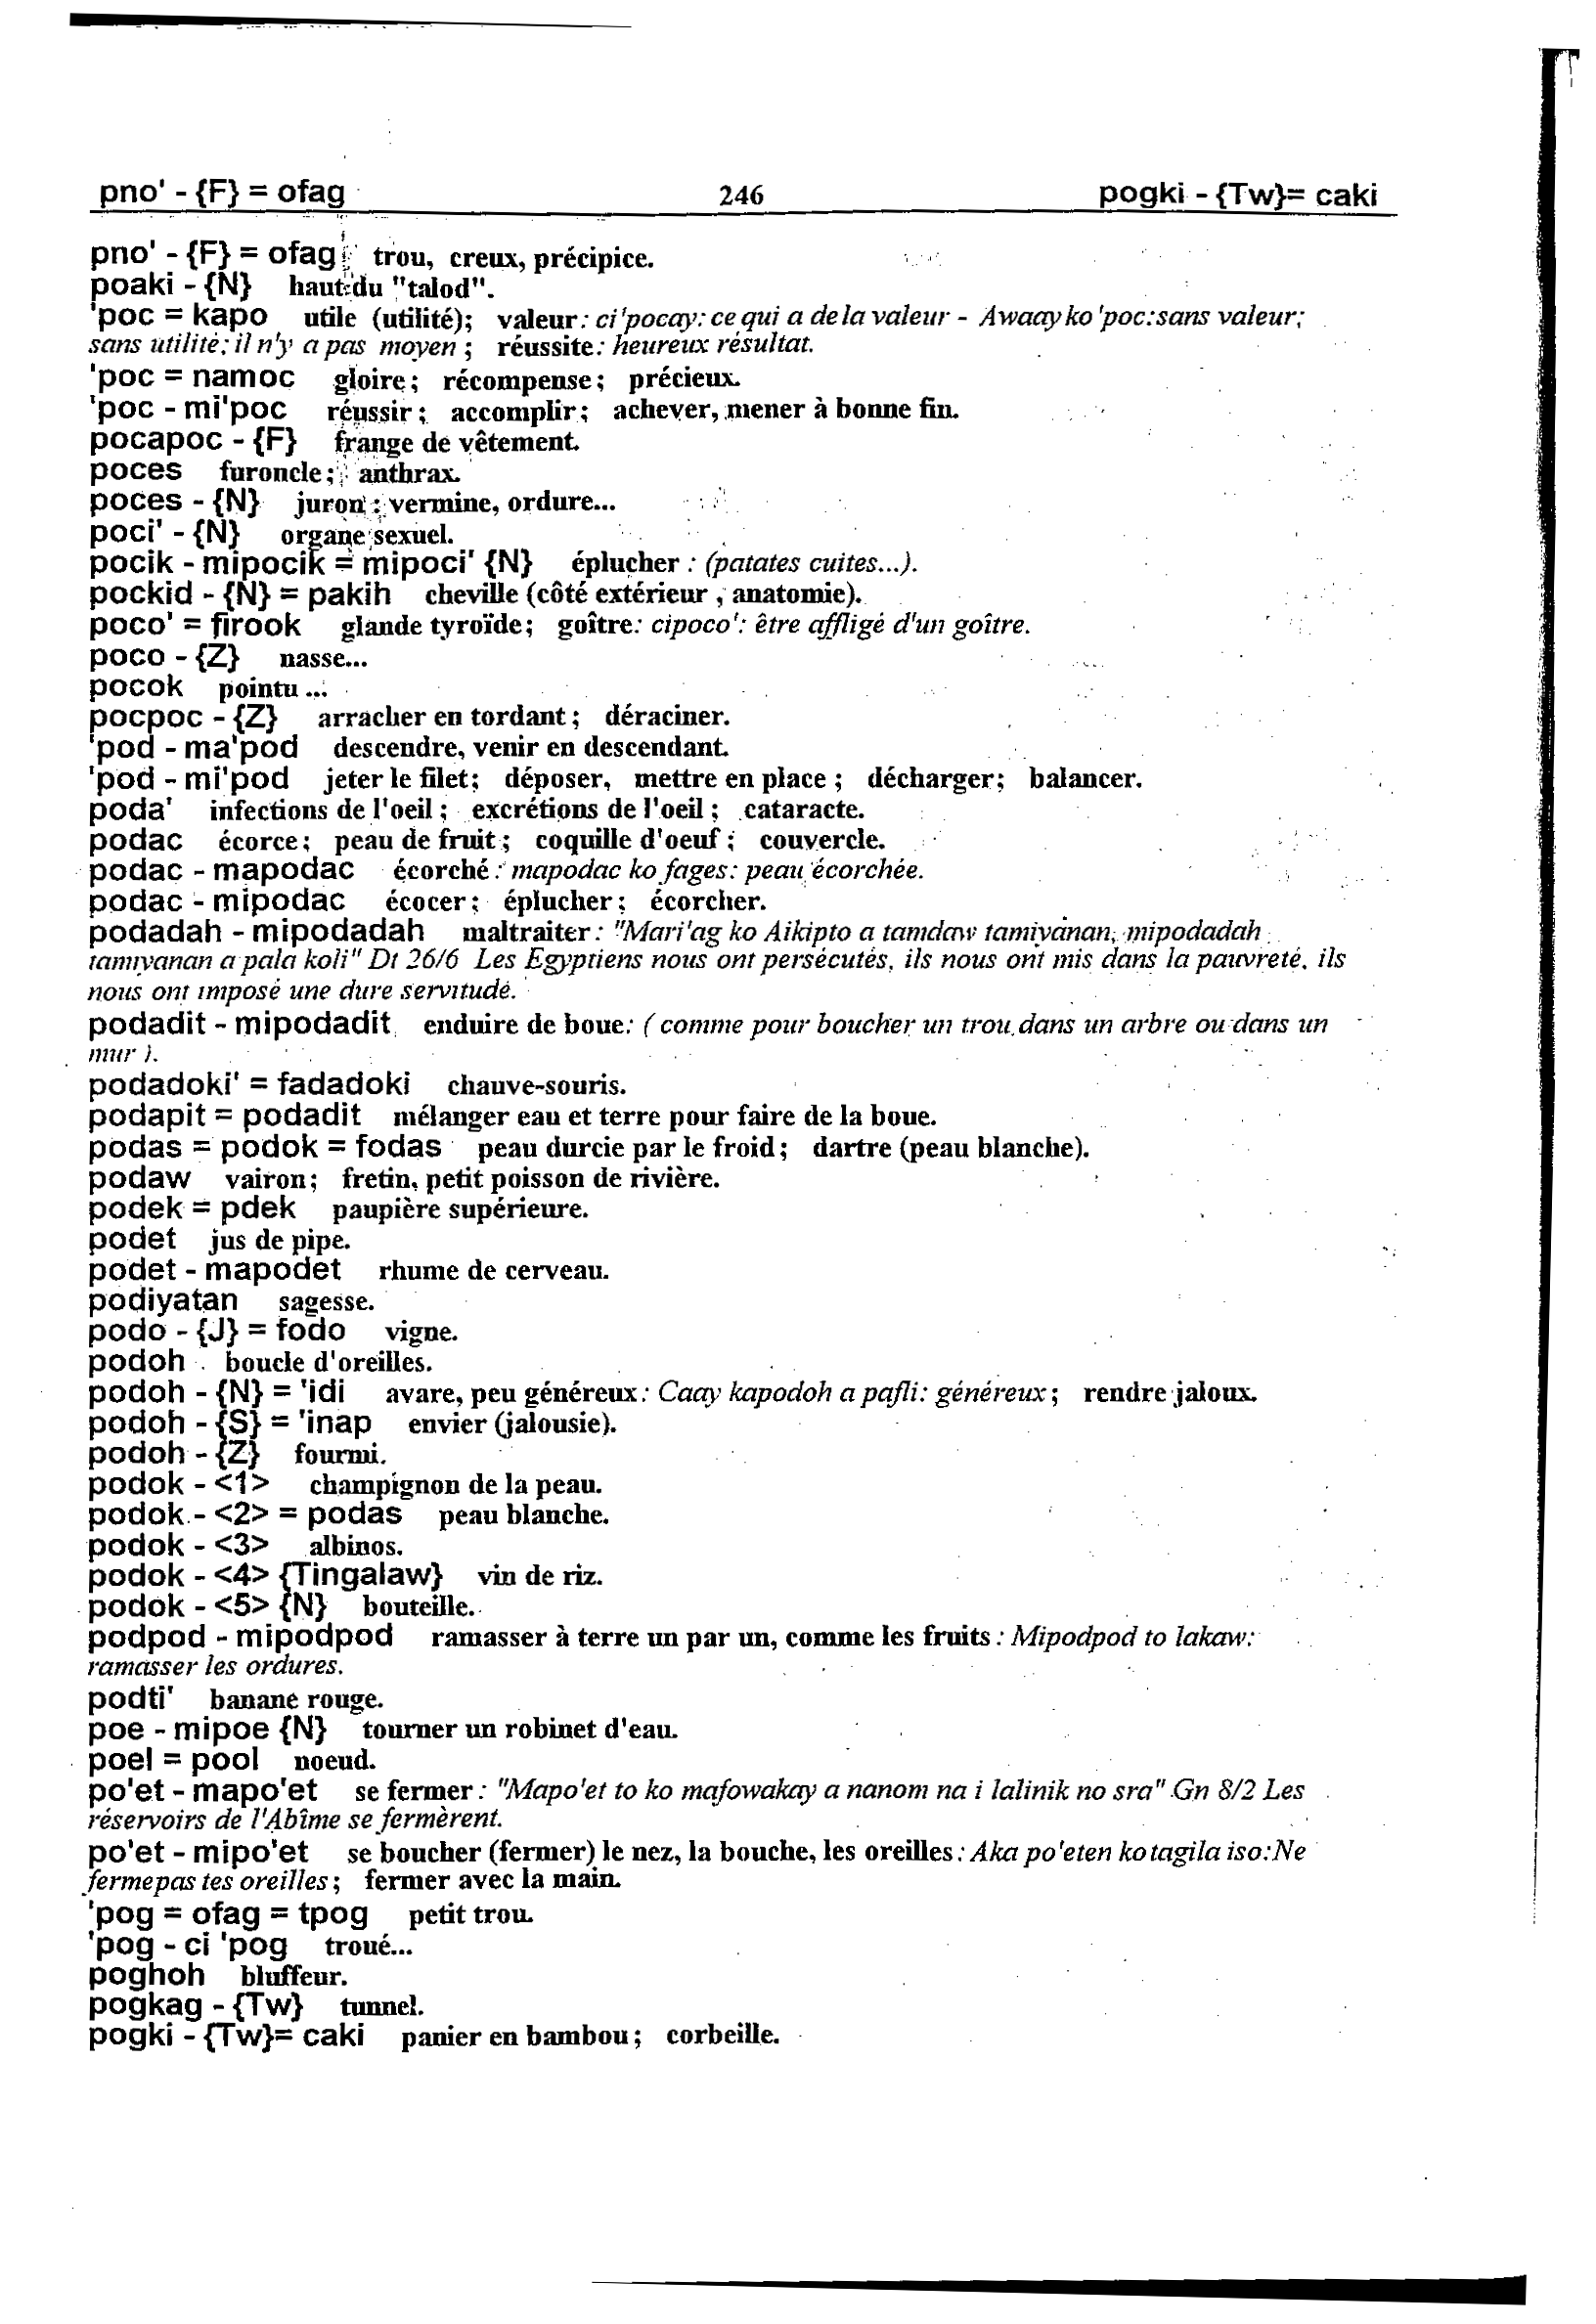 pno' - {F} = ofag 246 pogki - {Tw}= caki
pno' - {F} = ofag trou, creux, précipice.
poaki - {N} haut du "talod".
'poc = kapo utile (utilité); valeur: ci'pocay: ce qui a de la valeur - Awaay ko 'poc: sans valeur;
sans utilité; il n'y a pas moyen ; réussite: heureux résultat.
'poc = namoc gloire; récompense; précieux.
'poc - mi'poc réussir; accomplir; achever, mener à bonne fin.
pocapoc - {F} frange de vêtement.
poces furoncle; anthrax.
poces - {N} juron : vermine, ordure...
poci' - {N} organe sexuel.
pocik - mipocik = mipoci' {N} éplucher : (patates cuites...).
pockid - {N} = pakih cheville (côté extérieur , anatomie).
poco' = firook glande tyroïde; goître: cipoco': être affligé d'un goître.
poco - {Z} nasse...
pocok pointu ...
pocpoc - {Z} arracher en tordant ; déraciner.
'pod - ma'pod descendre, venir en descendant.
'pod - mi'pod jeter le filet; déposer, mettre en place ; décharger; balancer.
poda' infections de l'oeil ; excrétions de l'oeil ; cataracte.
podac écorce; peau de fruit ; coquille d'oeuf ; couvercle.
podac - mapodac écorché : mapodac ko fages: peau écorchée.
podac - mipodac écocer; éplucher; écorcher.
podadah - mipodadah maltraiter: "Mari'ag ko Aikipto a tamdaw tamiyanan, mipodadah
tamiyanan a pala koli" Dt 26/6 Les Egyptiens nous ont persécutés, ils nous ont mis dans la pauvreté, ils
nous ont imposé une dure servitude.
podadit - mipodadit enduire de boue: ( comme pour boucher un trou dans un arbre ou dans un
mur ).
podadoki' = fadadoki chauve-souris.
podapit = podadit mélanger eau et terre pour faire de la boue.
podas = podok = fodas peau durcie par le froid; dartre (peau blanche).
podaw vairon; fretin, petit poisson de rivière.
podek = pdek paupière supérieure.
podet jus de pipe.
podet - mapodet rhume de cerveau.
podiyatan sagesse.
podo - {J} = fodo vigne.
podoh boucle d'oreilles.
podoh - {N} = 'idi avare, peu généreux: Caay kapodoh a pafli: généreux; rendre jaloux.
podoh - {S} = 'inap envier (jalousie).
podoh - {Z} fourmi.
podok - <1> champignon de la peau.
podok - <2> = podas peau blanche.
podok - <3> albinos.
podok - <4> {Tingalaw} vin de riz.
podok - <5> {N} bouteille.
podpod - mipodpod ramasser à terre un par un, comme les fruits : Mipodpod to lakaw:
ramasser les ordures.
podti' banane rouge.
poe - mipoe {N} tourner un robinet d'eau.
poel = pool noeud.
po'et - mapo'et se fermer : "Mapo'et to ko mafowakay a nanom na i lalinik no sra" Gn 8/2 Les
réservoirs de l'Abîme se fermèrent.
po'et - mipo'et se boucher (fermer) le nez, la bouche, les oreilles : Aka po'eten ko tagila iso: Ne
ferme pas tes oreilles ; fermer avec la main.
'pog = ofag = tpog petit trou.
'pog - ci 'pog troué...
poghoh bluffeur.
pogkag - {Tw} tunnel.
pogki - {Tw}= caki panier en bambou ; corbeille.